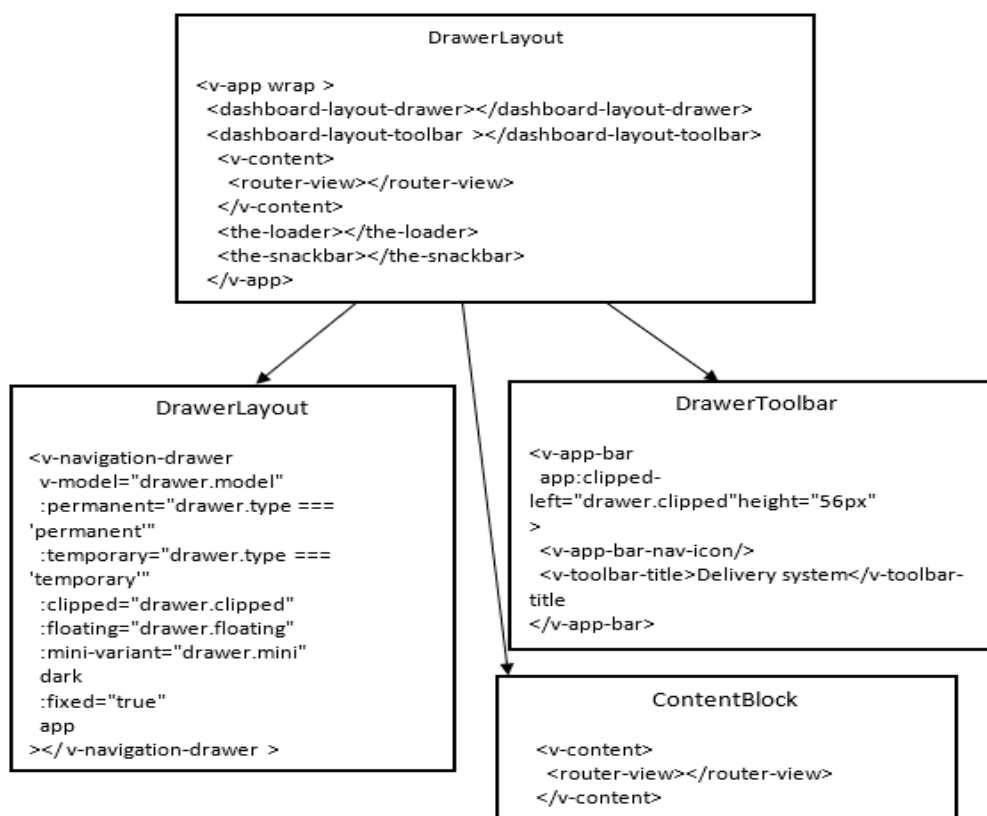 DrawerLayout
<v-app wrap >
<dashboard-layout-drawer></dashboard-layout-drawer>
<dashboard-layout-toolbar ></dashboard-layout-toolbar>
<v-content>
<router-view></router-view>
</v-content>
<the-loader></the-loader>
<the-snackbar></the-snackbar>
</v-app>
DrawerLayout
<v-navigation-drawer
v-model="drawer.model"
:permanent="drawer.type ===
'permanent'"
:temporary="drawer.type ===
'temporary'"
:clipped="drawer.clipped"
:floating="drawer.floating"
:mini-variant="drawer.mini"
dark
:fixed="true"
app
></ v-navigation-drawer >
DrawerToolbar
<v-app-bar
app:clipped-
left="drawer.clipped"height="56px"
>
<v-app-bar-nav-icon/>
<v-toolbar-title>Delivery system</v-toolbar-
title
</v-app-bar>
ContentBlock
<v-content>
<router-view></router-view>
</v-content>